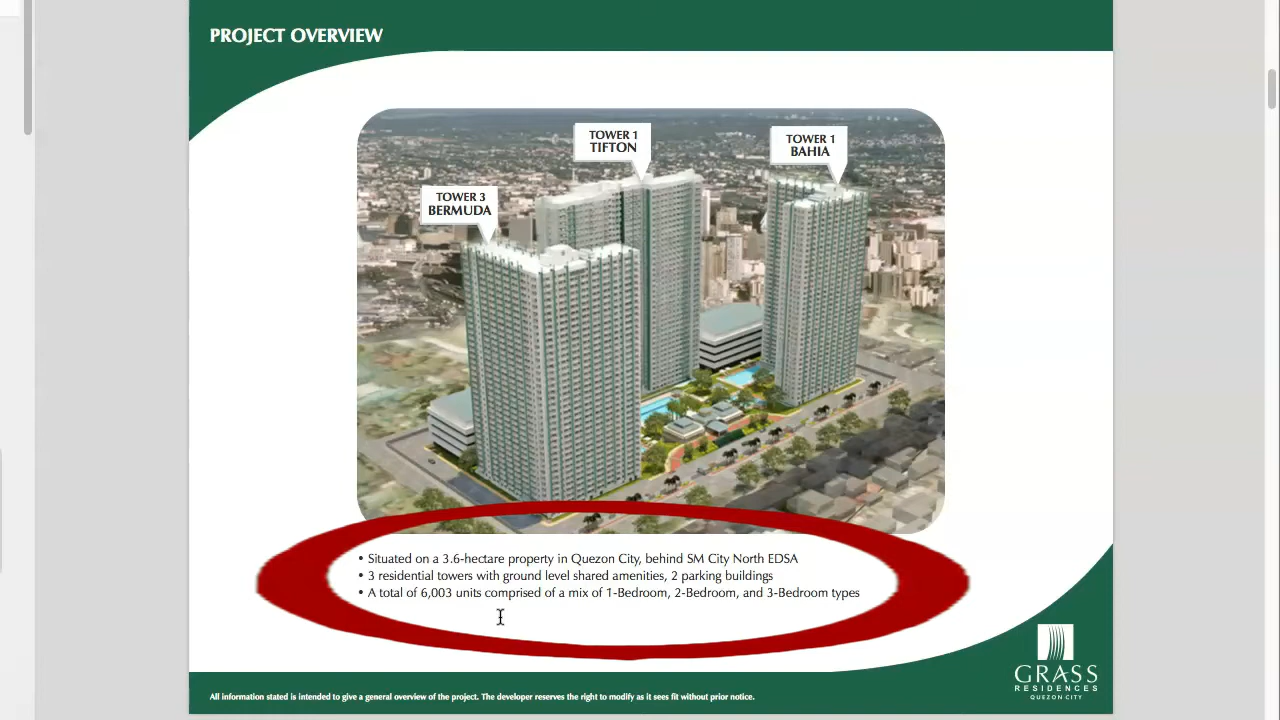 PROJECT OVERVIEW
TOWER 1
TIFTON
TOWER 1
BAHIA
TOWER 3
BERMUDA
• Situated on a 3.6-hectare property in Quezon City, behind SM City North EDSA
• 3 residential towers with ground level shared amenities, 2 parking buildings
• A total of 6,003 units comprised of a mix of 1-Bedroom, 2-Bedroom, and 3-Bedroom types
GRASS
RESIDENCES
QUEZON CITY
All information stated is intended to give a general overview of the project. The developer reserves the right to modify as it sees fit without prior notice.